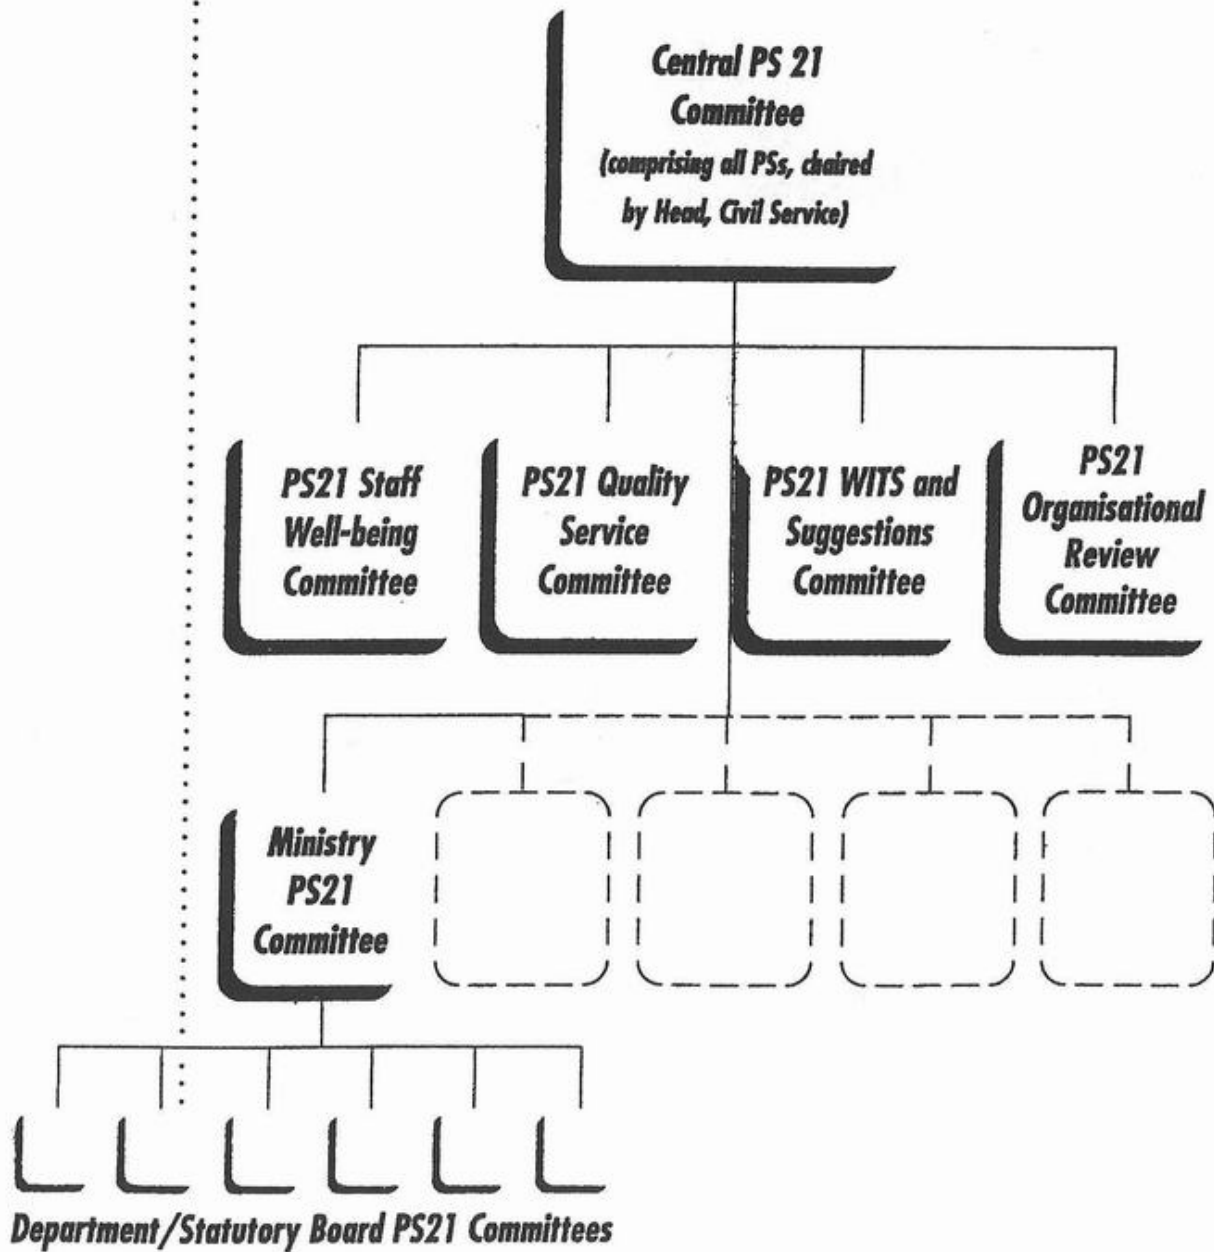 Central PS 21
Committee
(comprising all PSs, chaired
by Head, Civil Service)
PS21 Staff
Well-being
Committee
PS21 Quality
Service
Committee
PS21 WITS and
Suggestions
Committee
PS21
Organisational
Review
Committee
Ministry
PS21
Committee
Department/Statutory Board PS21 Committees